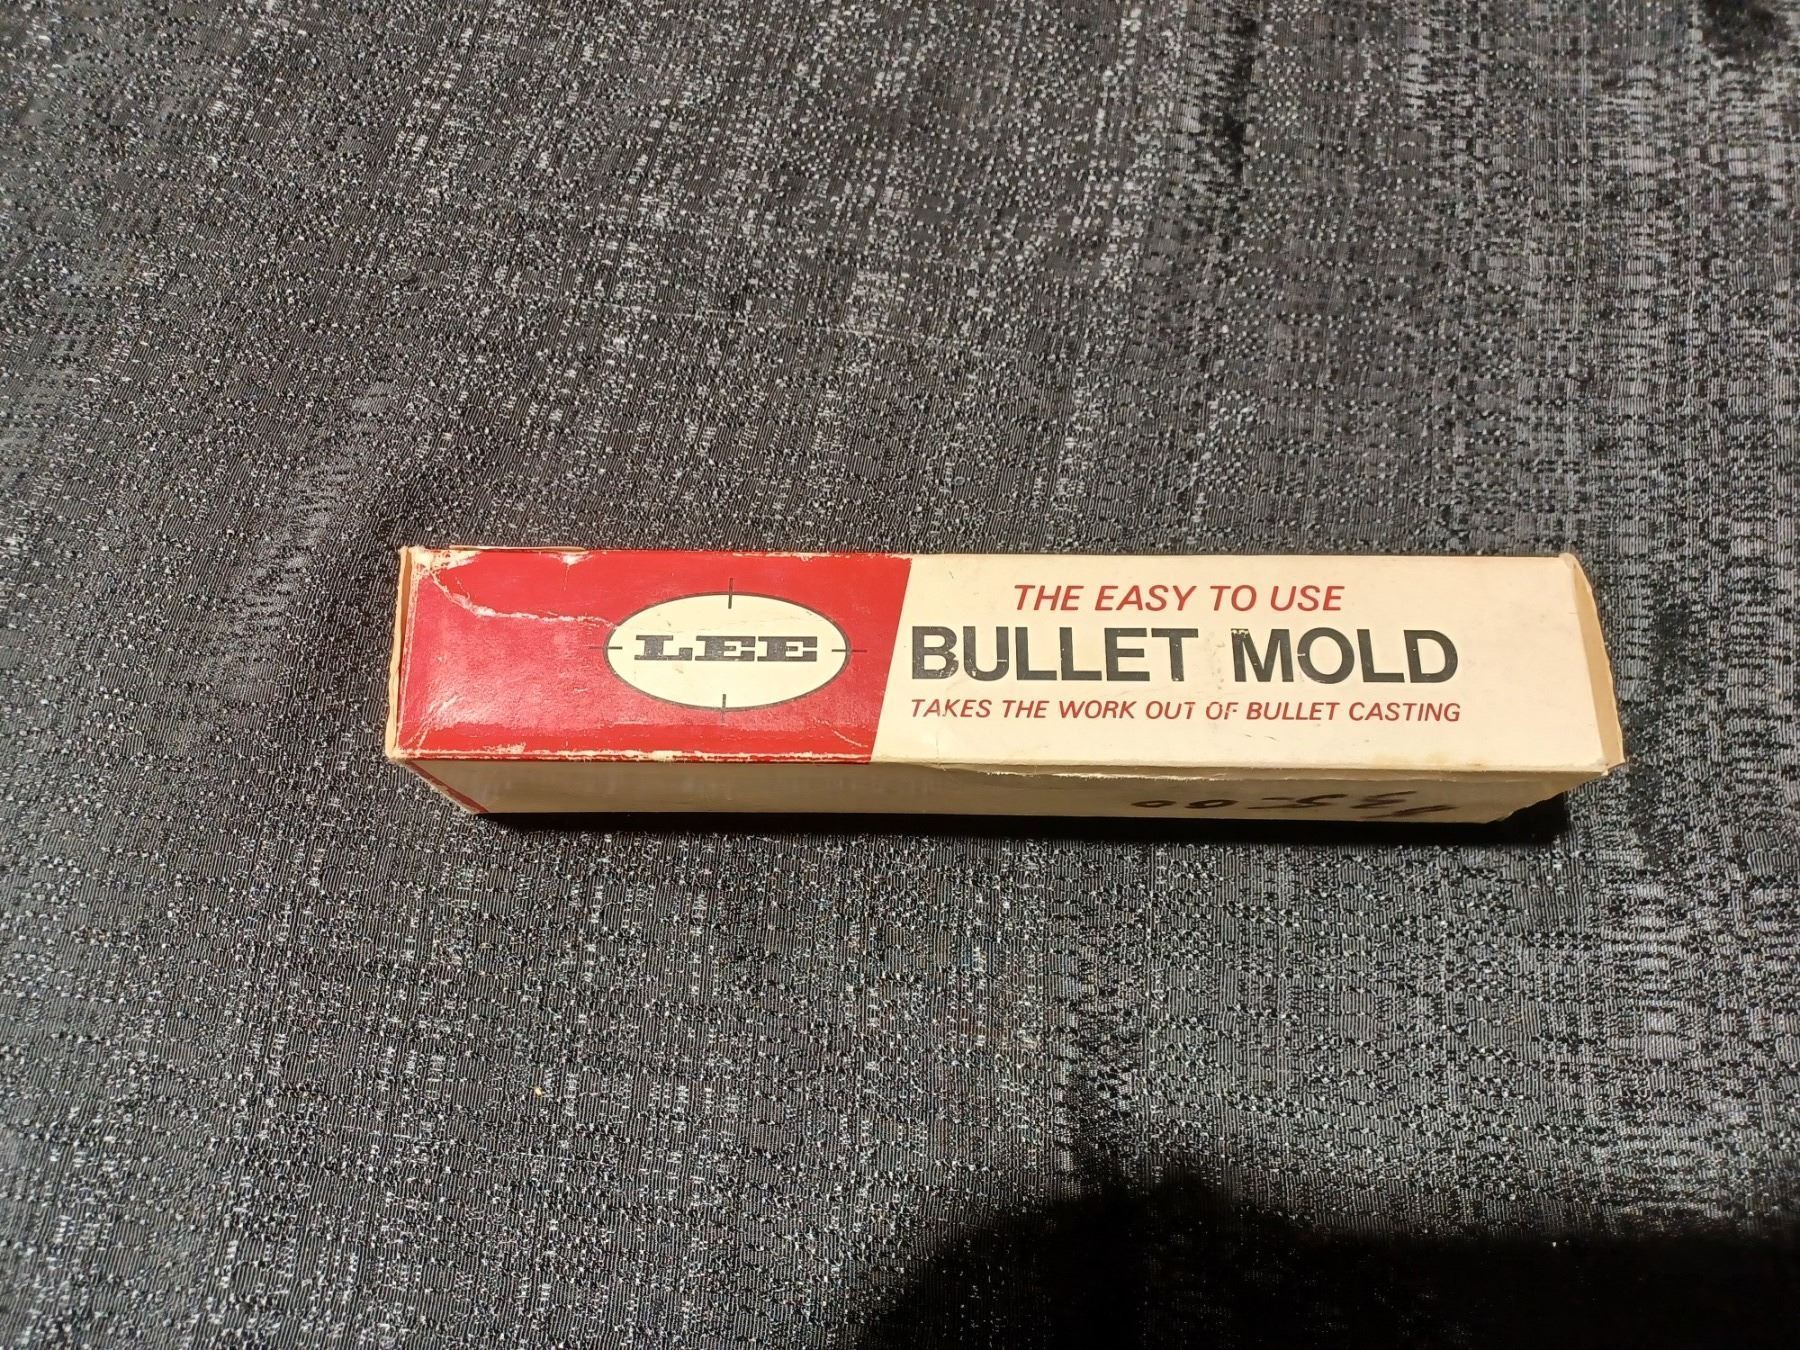 LEE
THE EASY TO USE
BULLET MOLD
TAKES THE WORK OUT OF BULLET CASTING